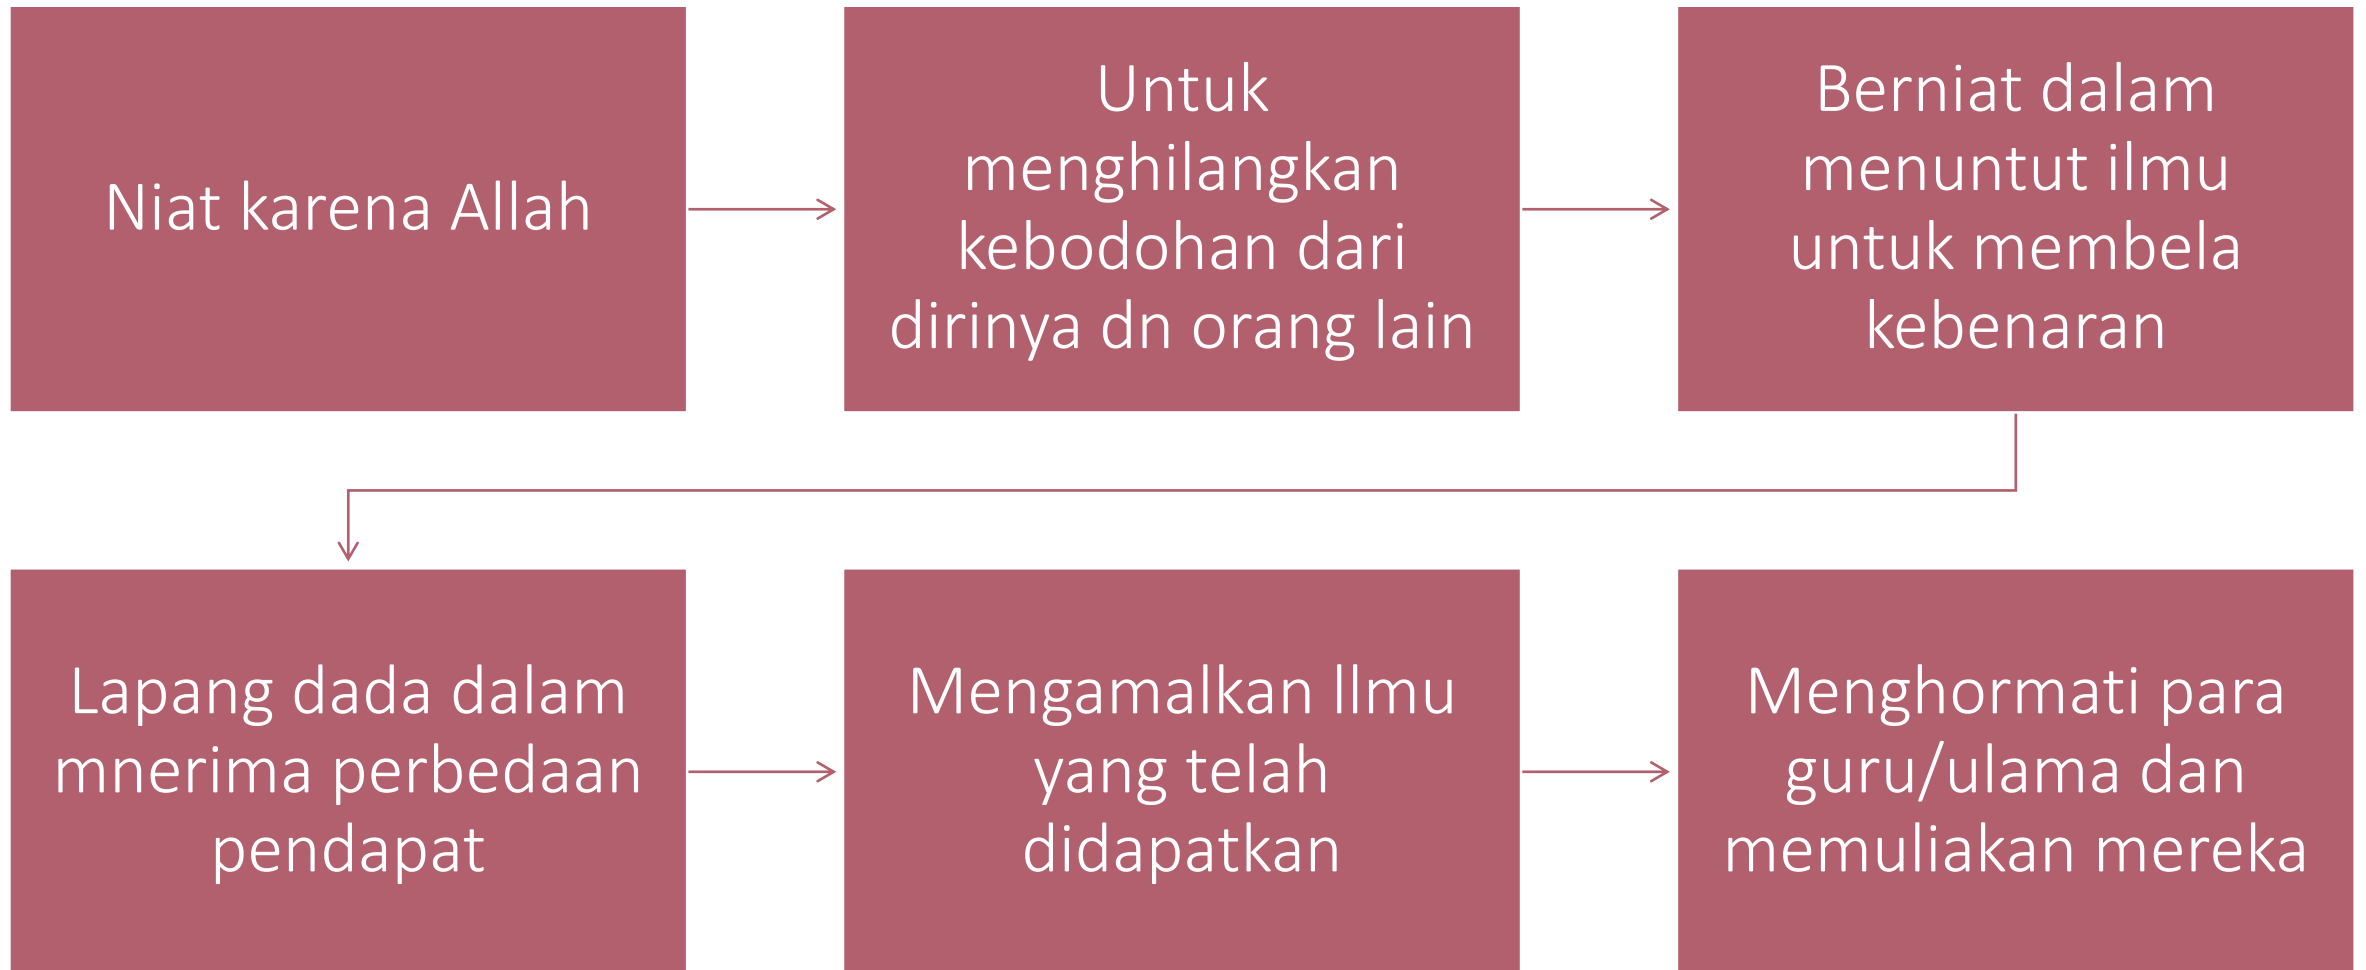 Niat karena Allah
Untuk
menghilangkan
kebodohan dari
dirinya dn orang lain
Berniat dalam
menuntut ilmu
untuk membela
kebenaran
Lapang dada dalam
mnerima perbedaan
pendapat
Mengamalkan Ilmu
yang telah
didapatkan
Menghormati para
guru/ulama dan
memuliakan mereka